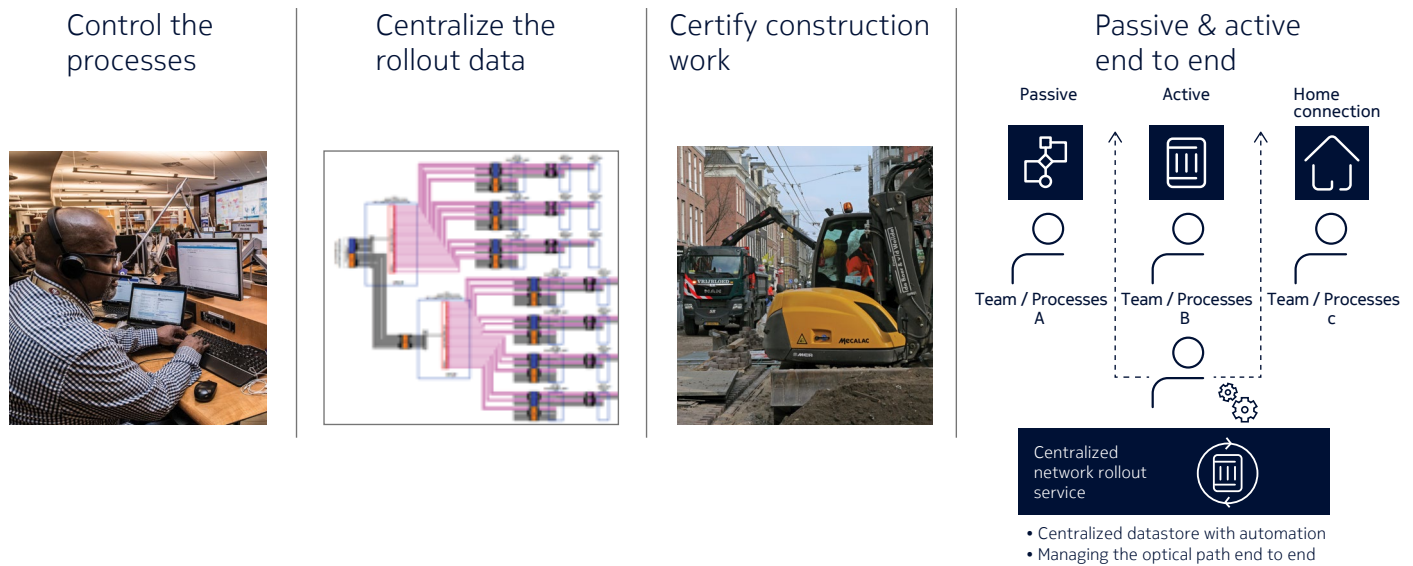 Control the
processes
Centralize the
rollout data
Certify construction
work
VRIJBLOED
MECALAC
Passive & active
end to end
Passive
Active
Home
connection
Team / Processes
A
Team / Processes
B
Team / Processes
c
Centralized
network rollout
service
• Centralized datastore with automation
• Managing the optical path end to end